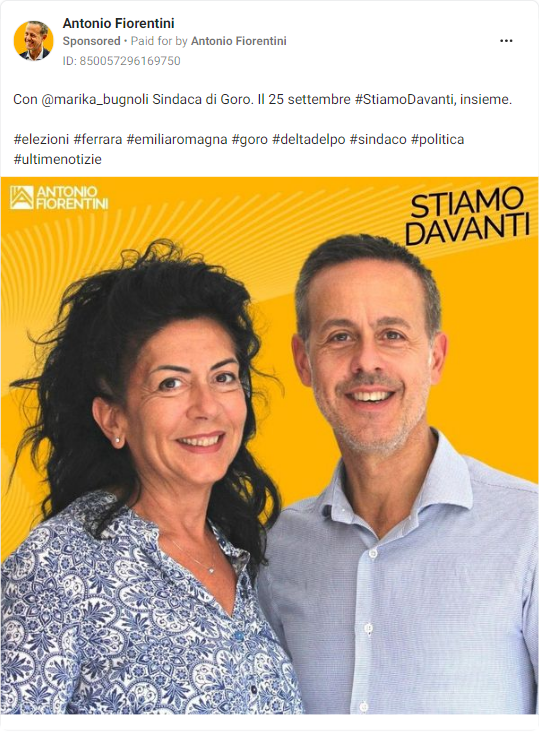 Antonio Fiorentini
Sponsored • Paid for by Antonio Fiorentini
ID: 850057296169750
Con @marika_bugnoli Sindaca di Goro. Il 25 settembre #StiamoDavanti, insieme.
#elezioni #ferrara #emiliaromagna #goro #deltadelpo #sindaco #politica
#ultimenotizie
ANTONIO
FIORENTINI
STIAMO
DAVANTI